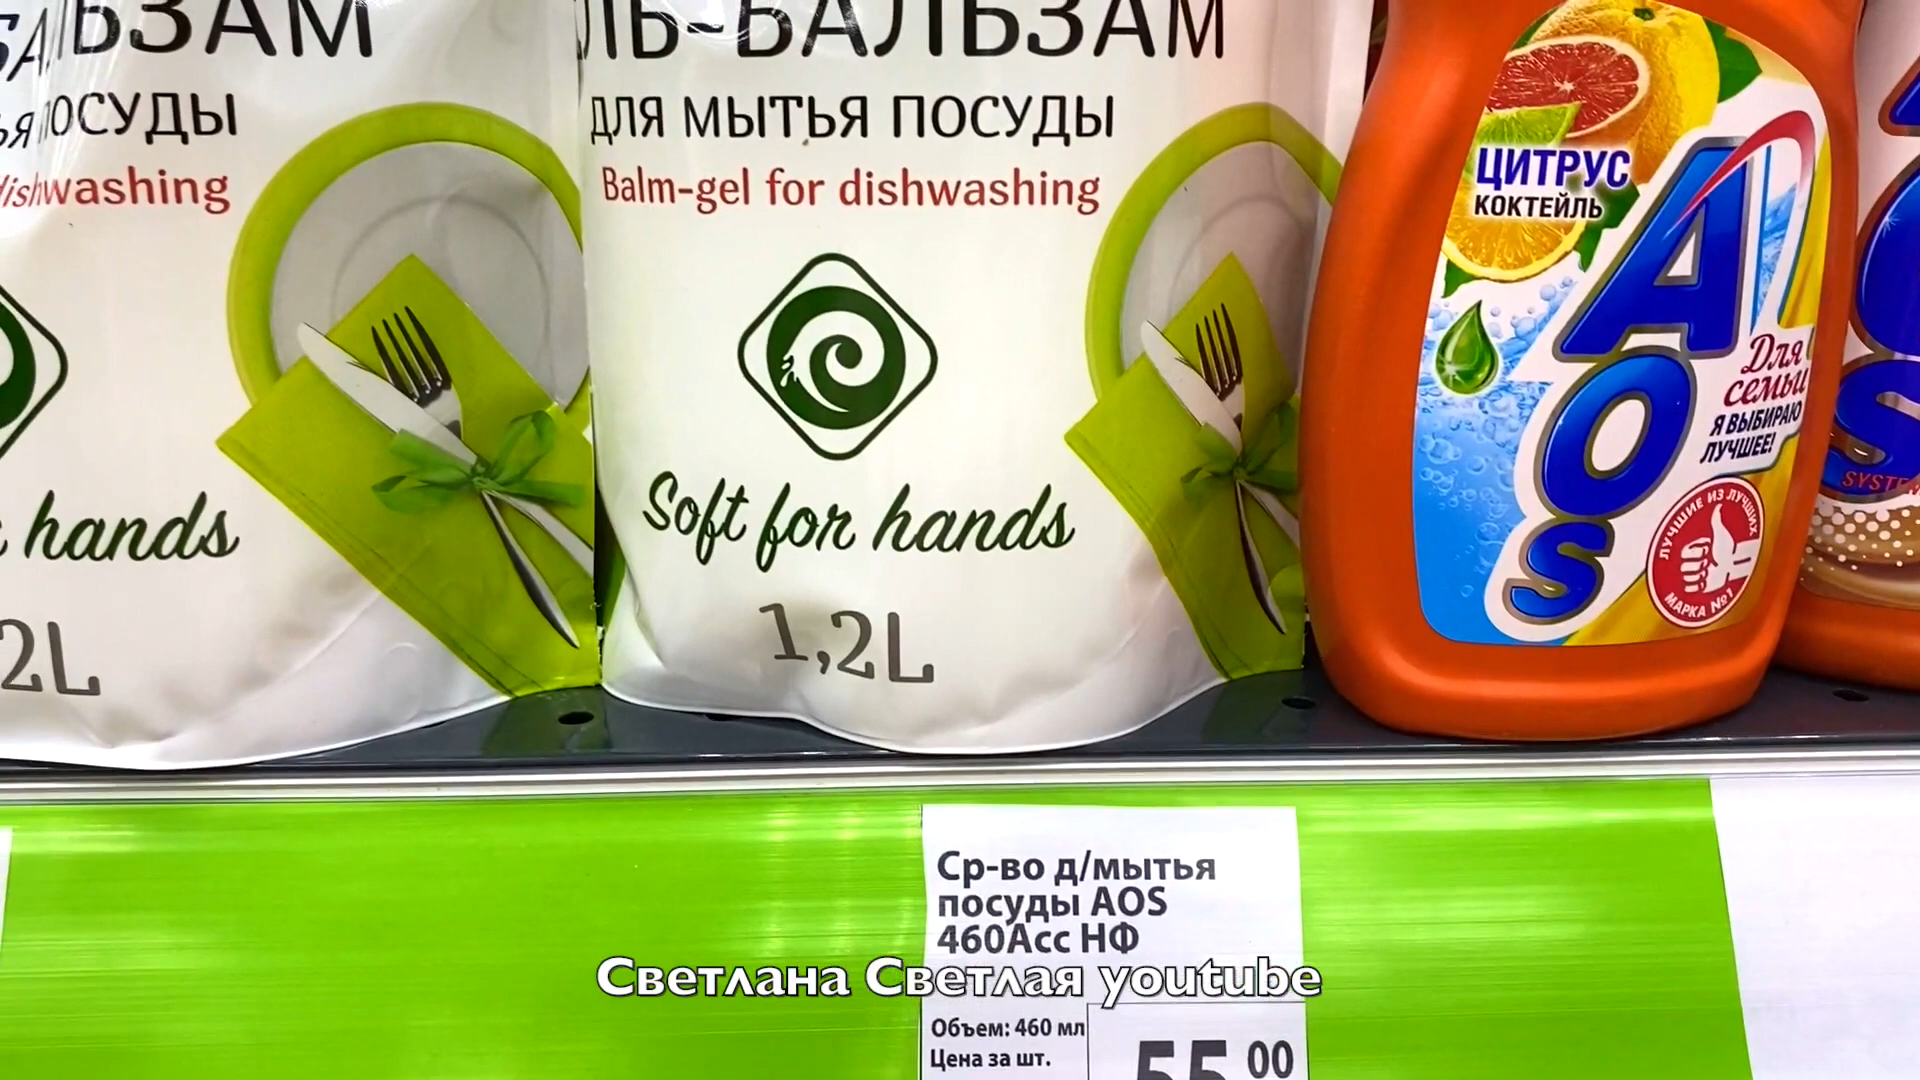 БАЛЬЗАМ
ПОСУДЫ
dishwashing
hands
2L
ЛЬ-БАЛЬЗАМ
ДЛЯ МЫТЬЯ ПОСУДЫ
Balm-gel for dishwashing
Soft for hands
1,2L
ЦИТРУС
КОКТЕЙЛЬ
AOS
Для
семьи
Я ВЫБИРАЮ
ЛУЧШЕЕ!
ЛУЧШИЕ ИЗ ЛУЧШИХ
МАРКА №1
Ср-во д/мытья
посуды AOS
460Асс НФ
Светлана Светлая youtube
Объем: 460 мл
Цена за шт.
55 00